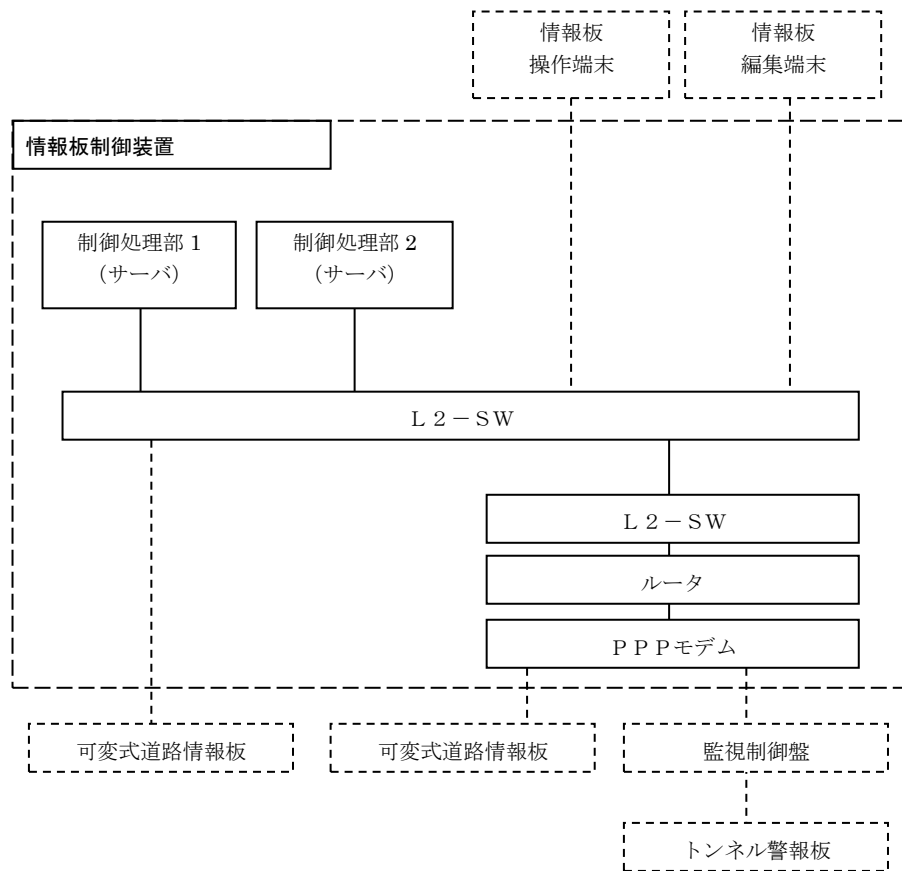 情報板
操作端末
情報板
編集端末
情報板制御装置
制御処理部 1
(サーバ)
制御処理部 2
(サーバ)
Ｌ２－ＳＷ
Ｌ２－ＳＷ
ルータ
ＰＰＰモデム
可変式道路情報板
可変式道路情報板
監視制御盤
トンネル警報板